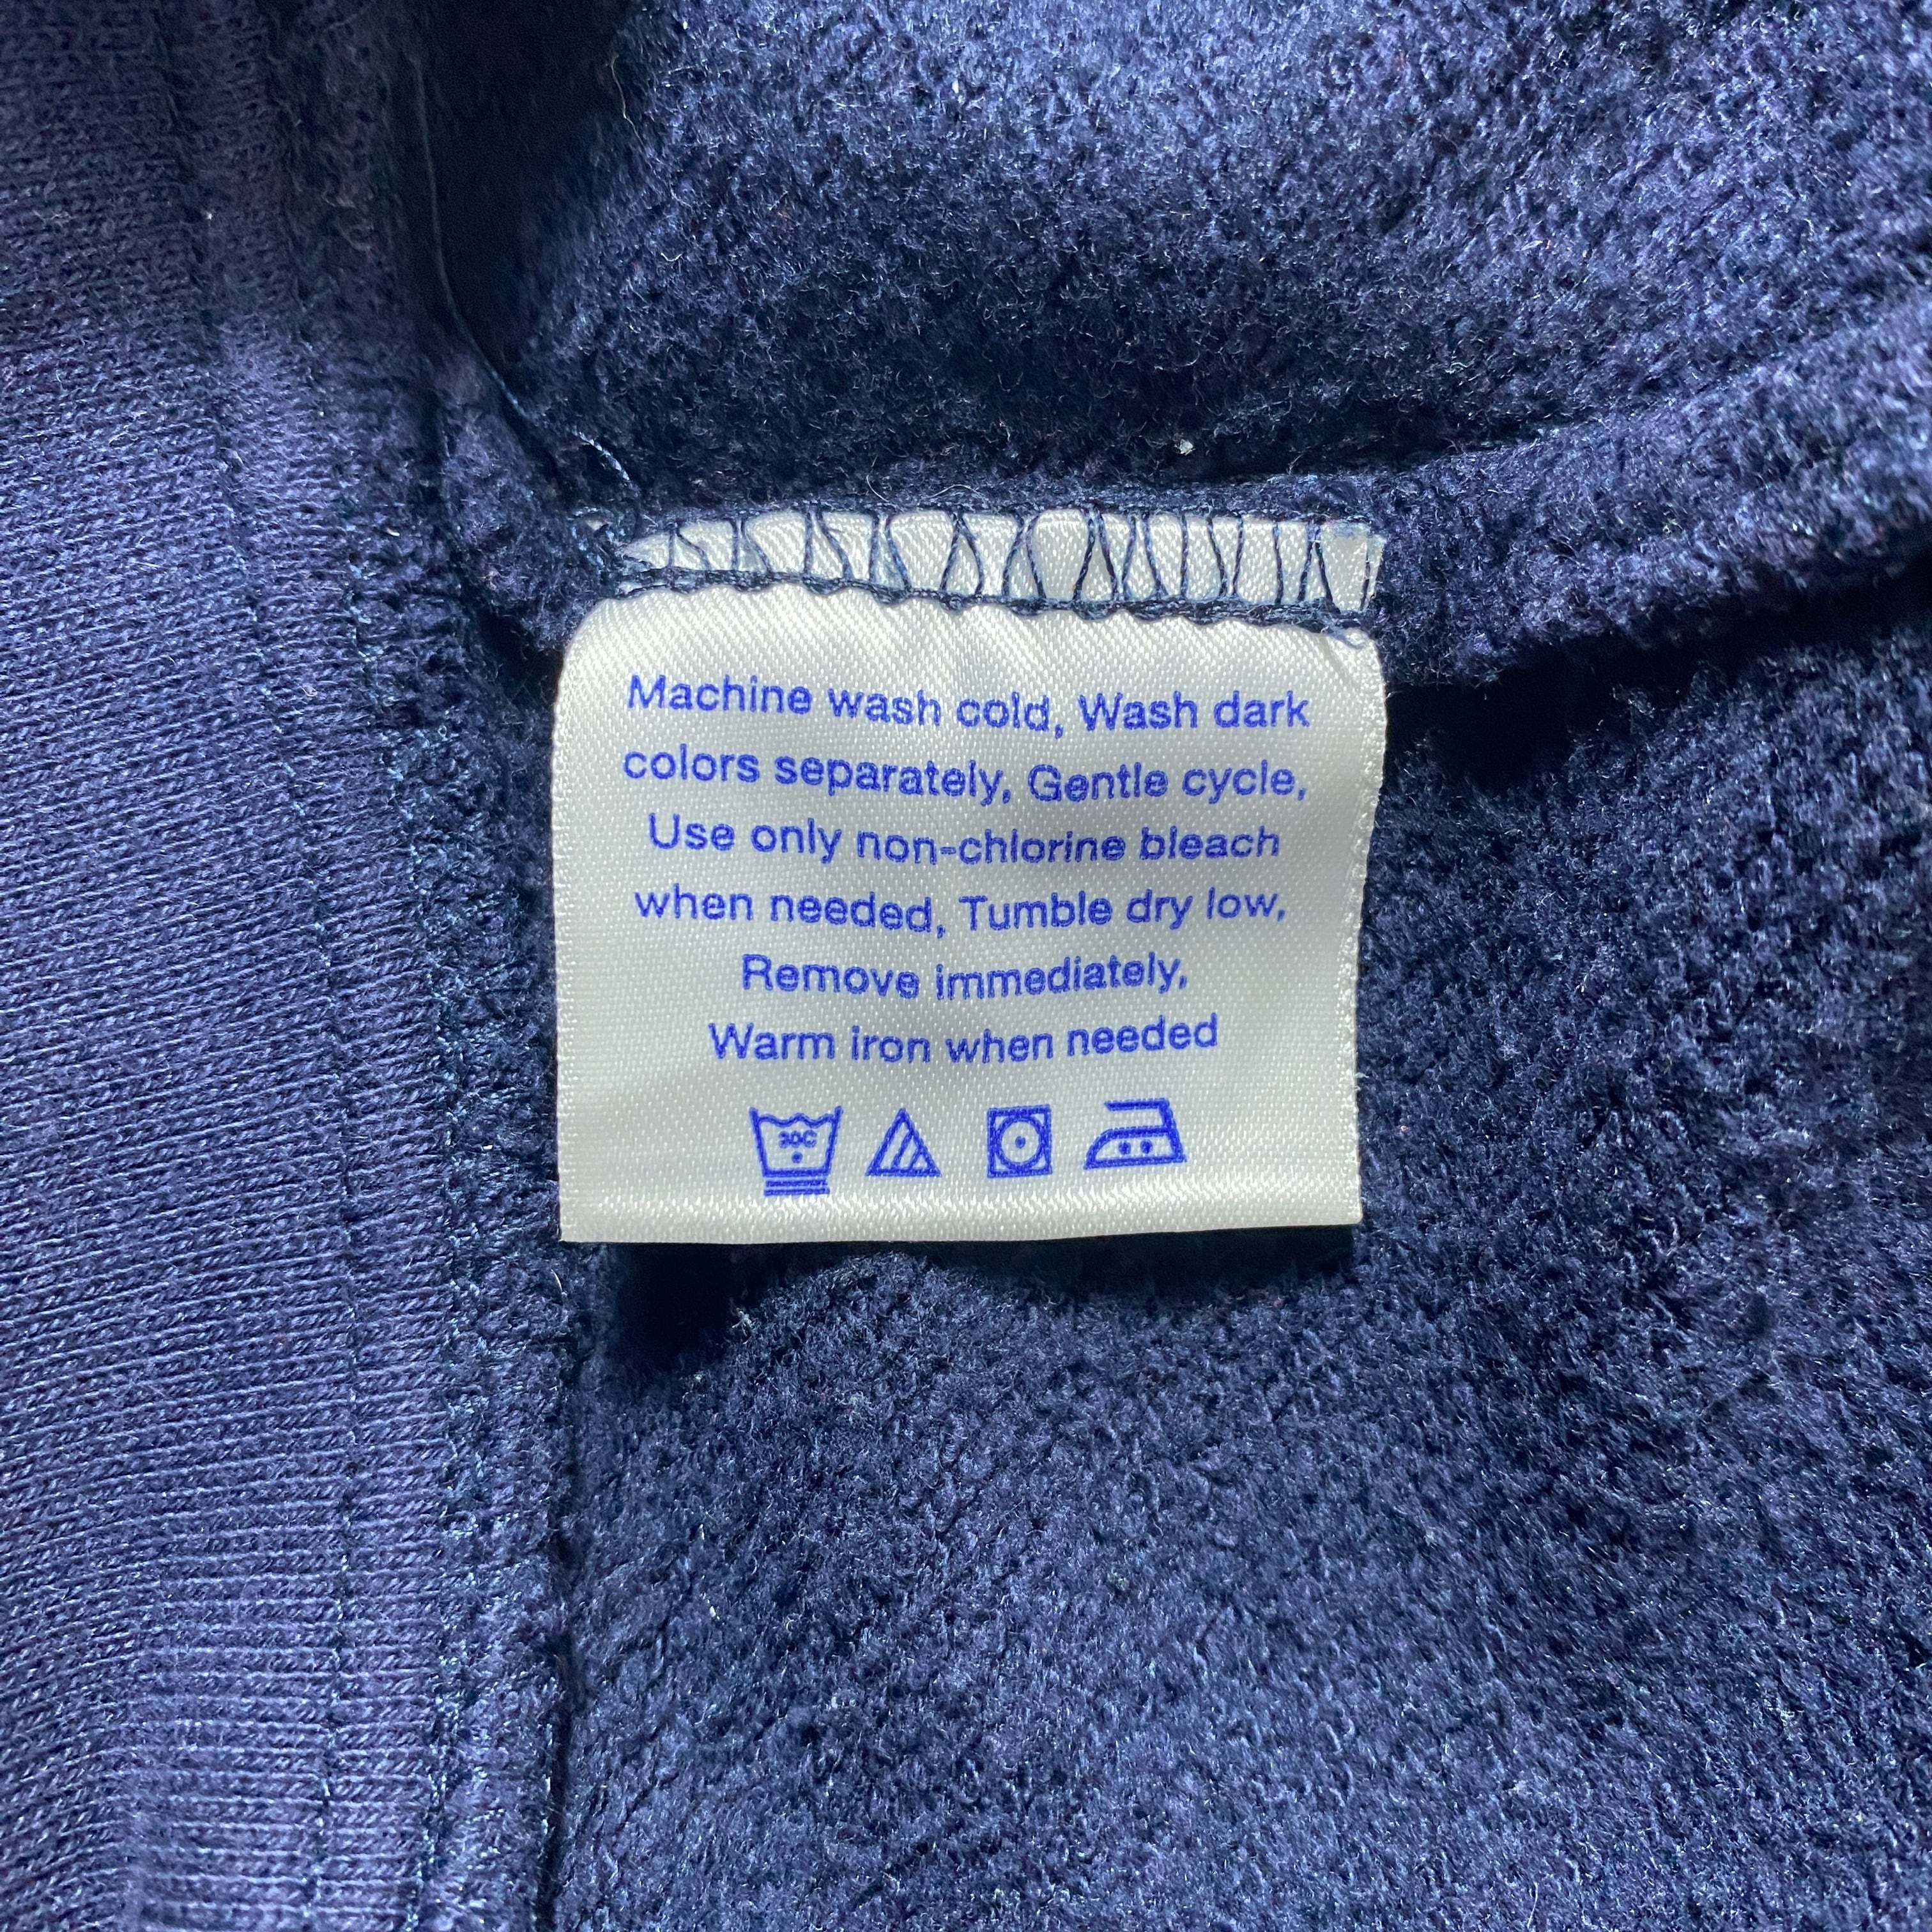 Machine wash cold, Wash dark
colors separately, Gentle cycle,
Use only non-chlorine bleach
when needed, Tumble dry low,
Remove immediately,
Warm iron when needed
30C